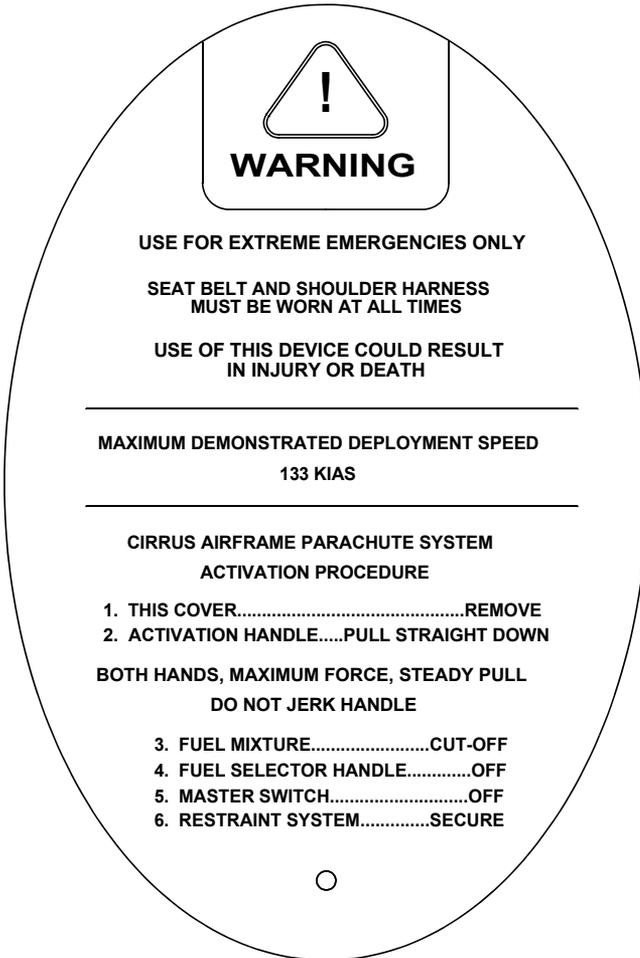 !
WARNING
USE FOR EXTREME EMERGENCIES ONLY
SEAT BELT AND SHOULDER HARNESS
MUST BE WORN AT ALL TIMES
USE OF THIS DEVICE COULD RESULT
IN INJURY OR DEATH
MAXIMUM DEMONSTRATED DEPLOYMENT SPEED
133 KIAS
CIRRUS AIRFRAME PARACHUTE SYSTEM
ACTIVATION PROCEDURE
1. THIS COVER..............................................REMOVE
2. ACTIVATION HANDLE.....PULL STRAIGHT DOWN
BOTH HANDS, MAXIMUM FORCE, STEADY PULL
DO NOT JERK HANDLE
3. FUEL MIXTURE........................CUT-OFF
4. FUEL SELECTOR HANDLE.............OFF
5. MASTER SWITCH............................OFF
6. RESTRAINT SYSTEM..............SECURE